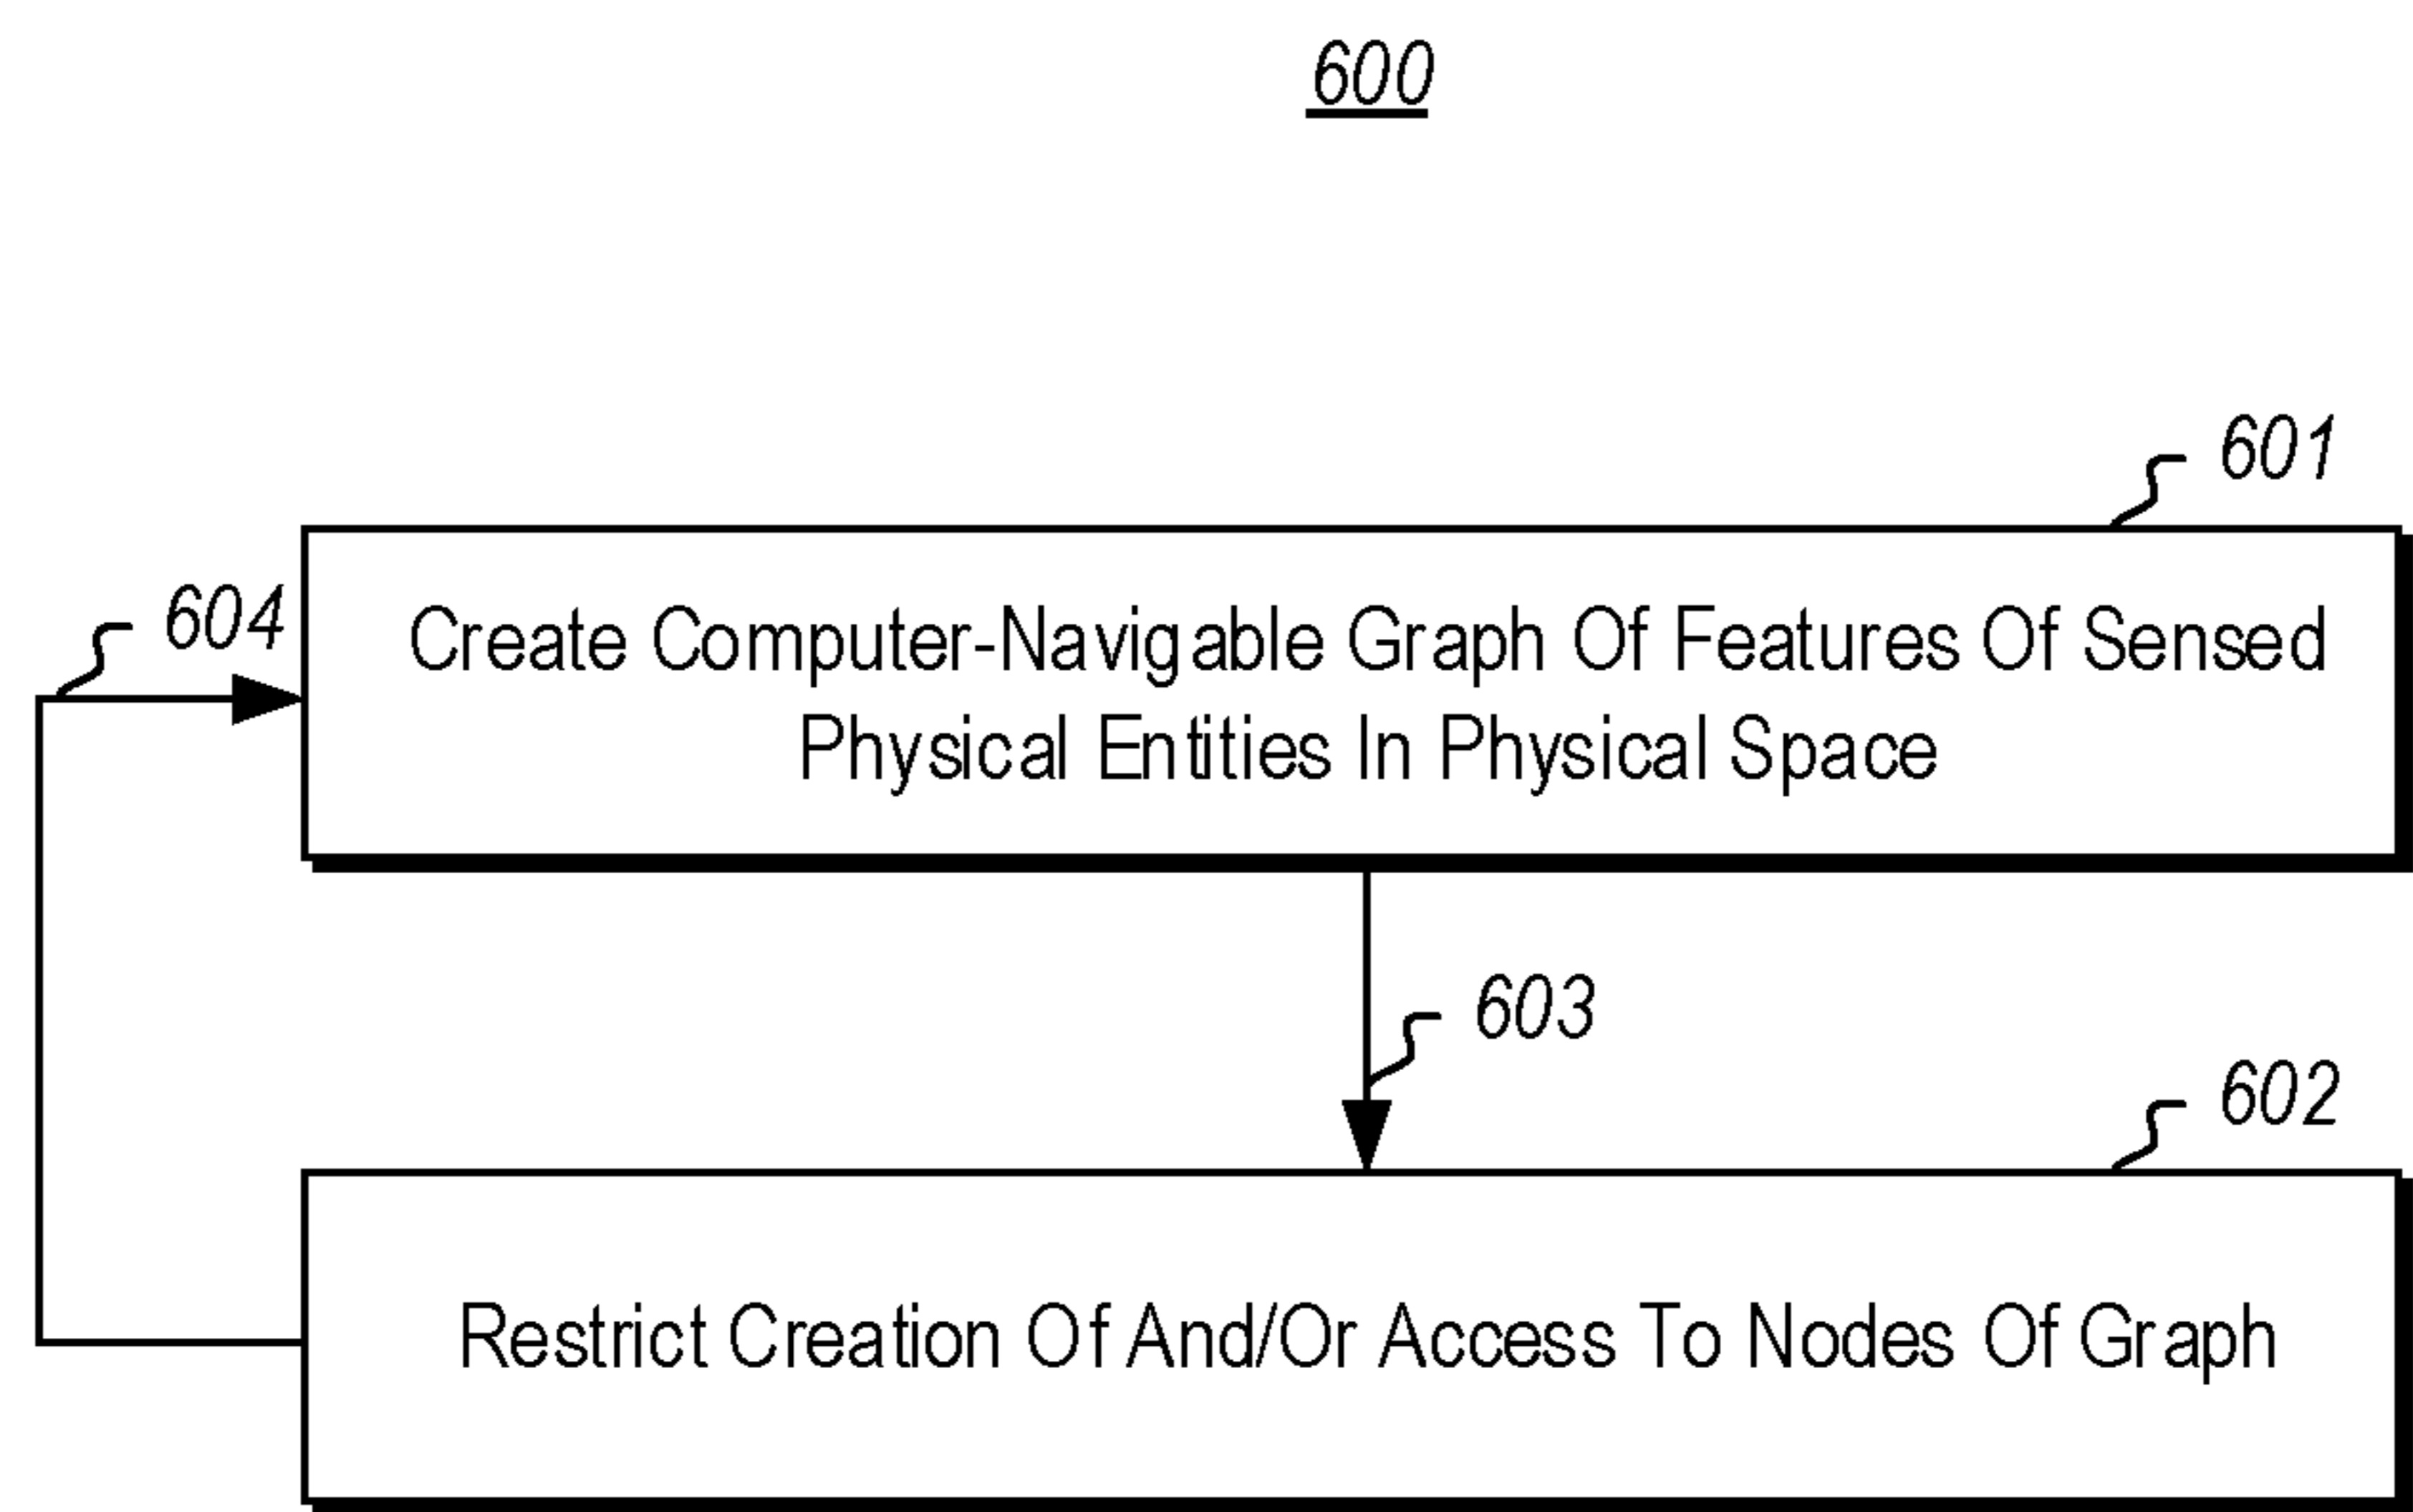 600
601
604
Create Computer-Navigable Graph Of Features Of Sensed
Physical Entities In Physical Space
603
602
Restrict Creation Of And/Or Access To Nodes Of Graph